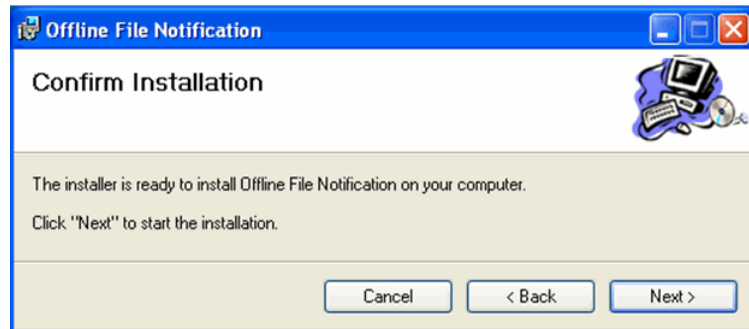 Offline File Notification
Confirm Installation
The installer is ready to install Offline File Notification on your computer.
Click "Next" to start the installation.
Cancel
< Back
Next >